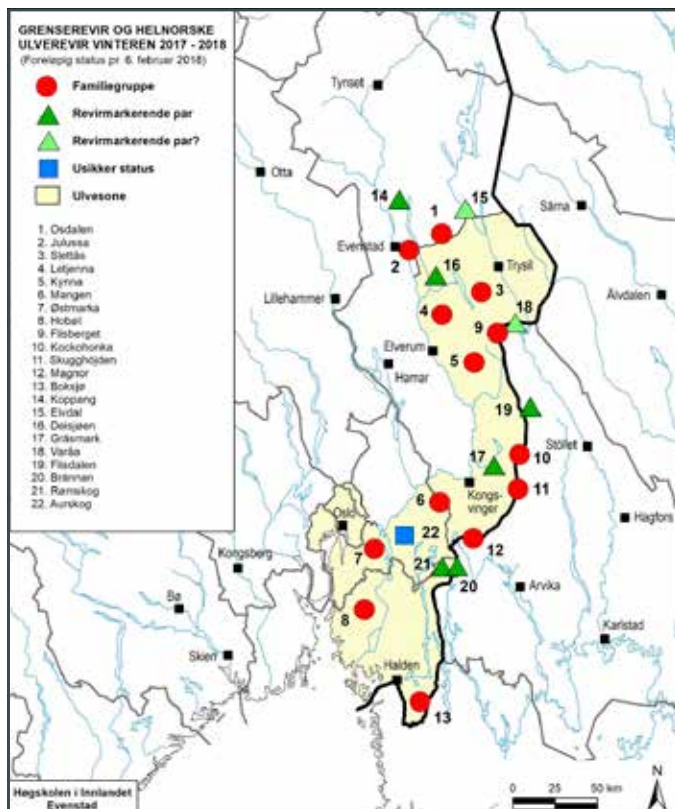 GRENSEREVIR OG HELNORSKE
ULVEREVIR VINTEREN 2017 - 2018
(Foreløpig status pr. 6. februar 2018)
Familiegruppe
Revirmarkerende par
Revirmarkerende par?
Usikker status
Ulvesone
1. Osdalen
2. Julussa
3. Slettås
4. Letjenna
5. Kynna
6. Mangen
7. Østmarka
8. Hobøl
9. Flisberget
10. Kockohonka
11. Skugghöjden
12. Magnor
13. Boksjø
14. Koppang
15. Elvdal
16. Deisjøen
17. Gräsmark
18. Varåa
19. Flisdalen
20. Brännan
21. Rømskog
22. Aurskog
Tynset
Otta
14
15
Särna
1
Evenstad
2
16
Trysil
Lillehammer
3
Älvdalen
4
18
9
Elverum
5
Hamar
19
Stöllet
17
10
Kongs-
vinger
11
6
Hagfors
Oslo
22
12
7
Kongsberg
21
20
Arvika
Bø
8
Karlstad
Skien
Halden
13
N
Høgskolen i Innlandet
Evenstad
0 25 50 km